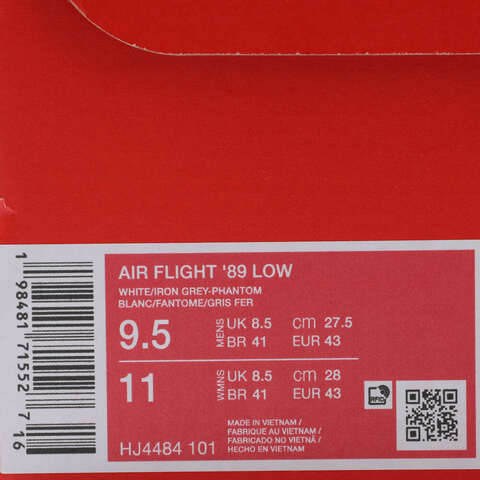 AIR FLIGHT '89 LOW
WHITE/IRON GREY-PHANTOM
BLANC/FANTOME/GRIS FER
9.5 MENS UK 8.5 cm 27.5
BR 41 EUR 43
11 WMNS UK 8.5 cm 28
BR 41 EUR 43
MADE IN VIETNAM /
FABRIQUE AU VIETNAM /
FABRICADO NO VIETNÃ /
HECHO EN VIETNAM
HJ4484 101
RFID
1 98481 71552 7 16